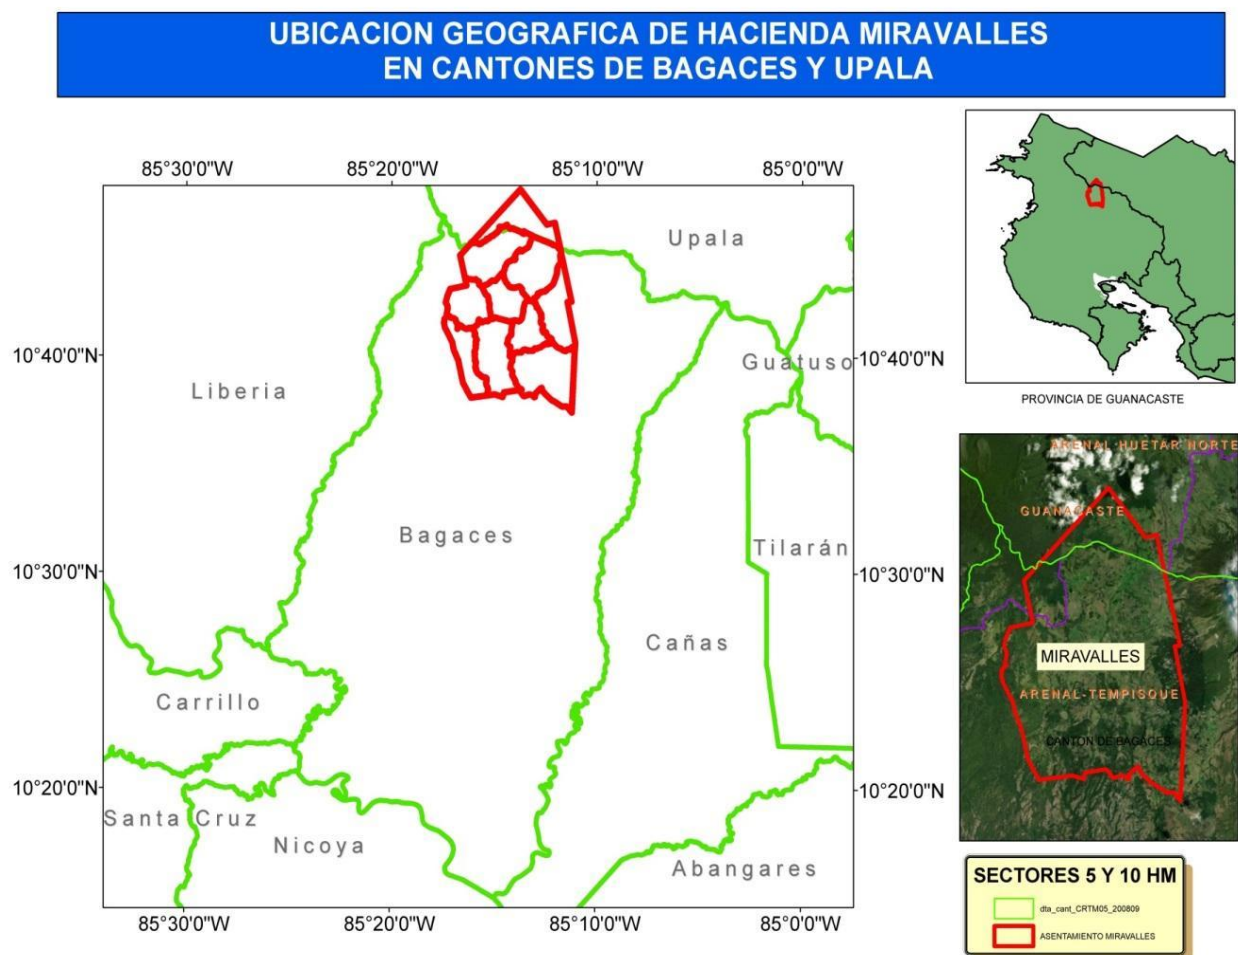 UBICACION GEOGRAFICA DE HACIENDA MIRAVALLES
EN CANTONES DE BAGACES Y UPALA
85°30'0"W 85°20'0"W 85°10'0"W 85°0'0"W
Upala
10°40'0"N
10°40'0"N
Guatuso
Liberia
Bagaces
Tilarán
10°30'0"N
10°30'0"N
Cañas
Carrillo
10°20'0"N
10°20'0"N
Santa Cruz
Nicoya
Abangares
85°30'0"W 85°20'0"W 85°10'0"W 85°0'0"W
PROVINCIA DE GUANACASTE
ARENAL HUETAR NORTE
GUANACASTE
MIRAVALLES
ARENAL-TEMPISQUE
CANTON DE BAGACES
SECTORES 5 Y 10 HM
dta_cant_CRTM05_200809
ASENTAMIENTO MIRAVALLES